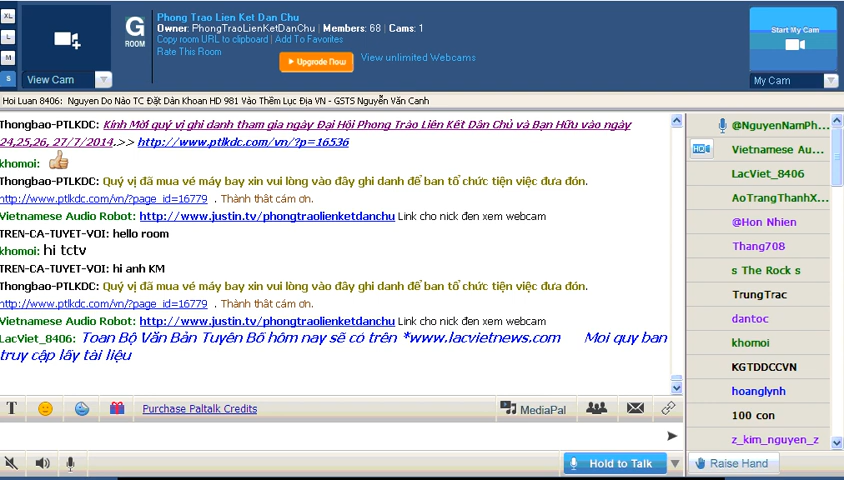 XL
L
M
S
View Cam
G
ROOM
Phong Trao Lien Ket Dan Chu
Owner: PhongTraoLienKetDanChu | Members: 68 | Cams: 1
Copy room URL to clipboard | Add To Favorites
Rate This Room
Upgrade Now
View unlimited Webcams
Start My Cam
My Cam
Hoi Luan 8406: Nguyen Do Nào TC Đặt Dàn Khoan HD 981 Vào Thềm Lục Địa VN - GSTS Nguyễn Văn Canh
Thongbao-PTLKDC: Kính Mời quý vị ghi danh tham gia ngày Đại Hội Phong Trào Liên Kết Dân Chủ và Bạn Hữu vào ngày
24,25,26, 27/7/2014.>> http://www.ptlkdc.com/vn/?p=16536
khomoi:
Thongbao-PTLKDC: Quý vị đã mua vé máy bay xin vui lòng vào đây ghi danh để ban tổ chức tiện việc đưa đón.
http://www.ptlkdc.com/vn/?page_id=16779 . Thành thât cám ơn.
Vietnamese Audio Robot: http://www.justin.tv/phongtraolienketdanchu Link cho nick đen xem webcam
TREN-CA-TUYET-VOI: hello room
khomoi: hi tctv
TREN-CA-TUYET-VOI: hi anh KM
Thongbao-PTLKDC: Quý vị đã mua vé máy bay xin vui lòng vào đây ghi danh để ban tổ chức tiện việc đưa đón.
http://www.ptlkdc.com/vn/?page_id=16779 . Thành thât cám ơn.
Vietnamese Audio Robot: http://www.justin.tv/phongtraolienketdanchu Link cho nick đen xem webcam
LacViet_8406: Toan Bộ Văn Bản Tuyên Bố hôm nay sẽ có trên *www.lacvietnews.com Moi quy ban
truy cập lấy tài liệu
@NguyenNamPh...
HD
Vietnamese Au...
LacViet_8406
AoTrangThanhX...
@Hon Nhien
Thang708
s The Rock s
TrungTrac
dantoc
khomoi
KGTDDCCVN
hoanglynh
100 con
z_kim_nguyen_z
T
Purchase Paltalk Credits
MediaPal
Hold to Talk
Raise Hand